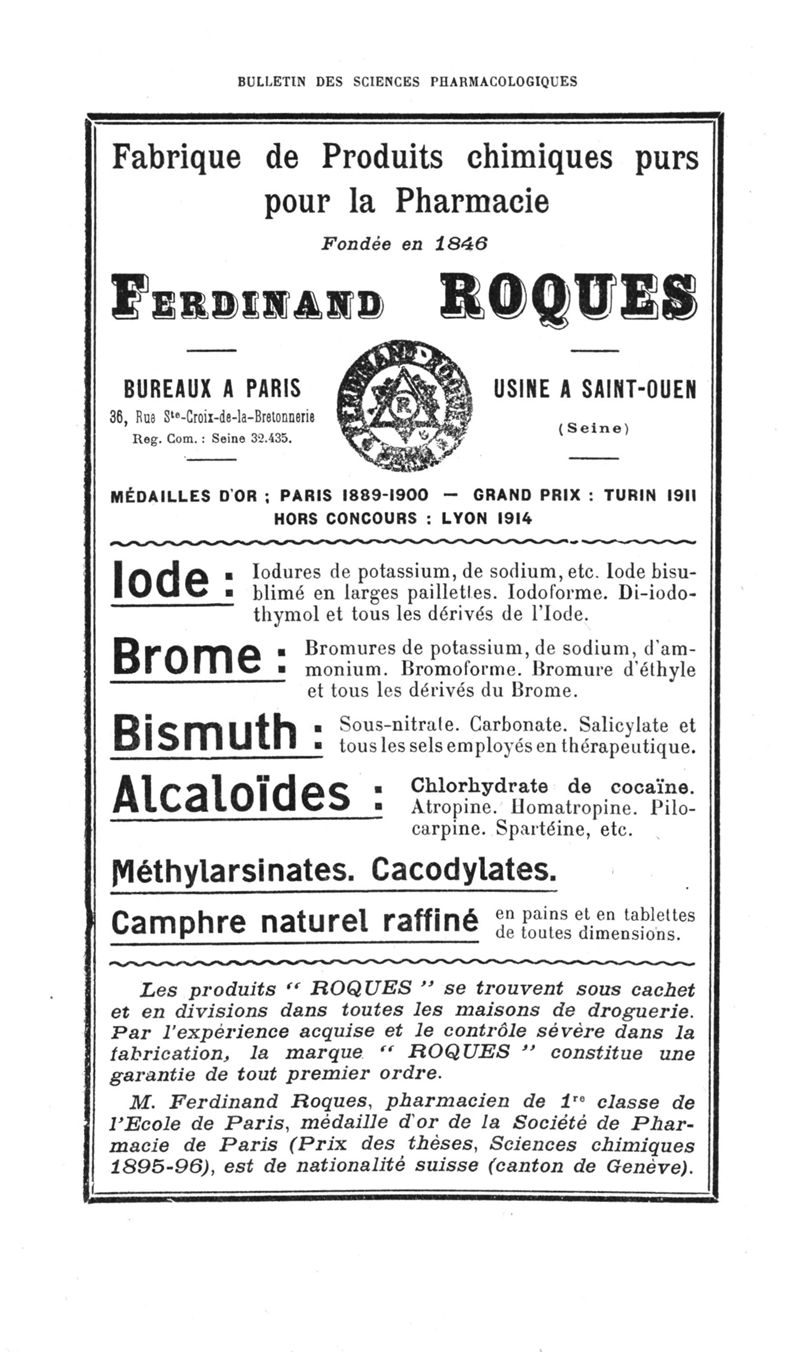 BULLETIN DES SCIENCES PHARMACOLOGIQUES
Fabrique de Produits chimiques purs
pour la Pharmacie
Fondée en 1846
FERDINAND ROQUES
BUREAUX A PARIS
36, Rue Ste-Croix-de-la-Bretonnerie
Reg. Com. : Seine 32.435.
FERDINAND ROQUES
PARIS
R
USINE A SAINT-OUEN
(Seine)
MÉDAILLES D'OR ; PARIS 1889-1900 — GRAND PRIX : TURIN 1911
HORS CONCOURS : LYON 1914
Iode : Iodures de potassium, de sodium, etc. Iode bisu-
blimé en larges paillettes. Iodoforme. Di-iodo-
thymol et tous les dérivés de l'Iode.
Brome : Bromures de potassium, de sodium, d'am-
monium. Bromoforme. Bromure d'éthyle
et tous les dérivés du Brome.
Bismuth : Sous-nitrate. Carbonate. Salicylate et
tous les sels employés en thérapeutique.
Alcaloïdes : Chlorhydrate de cocaïne.
Atropine. Homatropine. Pilo-
carpine. Spartéine, etc.
Méthylarsinates. Cacodylates.
Camphre naturel raffiné en pains et en tablettes
de toutes dimensions.
Les produits “ ROQUES ” se trouvent sous cachet
et en divisions dans toutes les maisons de droguerie.
Par l'expérience acquise et le contrôle sévère dans la
fabrication, la marque “ ROQUES ” constitue une
garantie de tout premier ordre.
M. Ferdinand Roques, pharmacien de 1re classe de
l'Ecole de Paris, médaille d'or de la Société de Phar-
macie de Paris (Prix des thèses, Sciences chimiques
1895-96), est de nationalité suisse (canton de Genève).